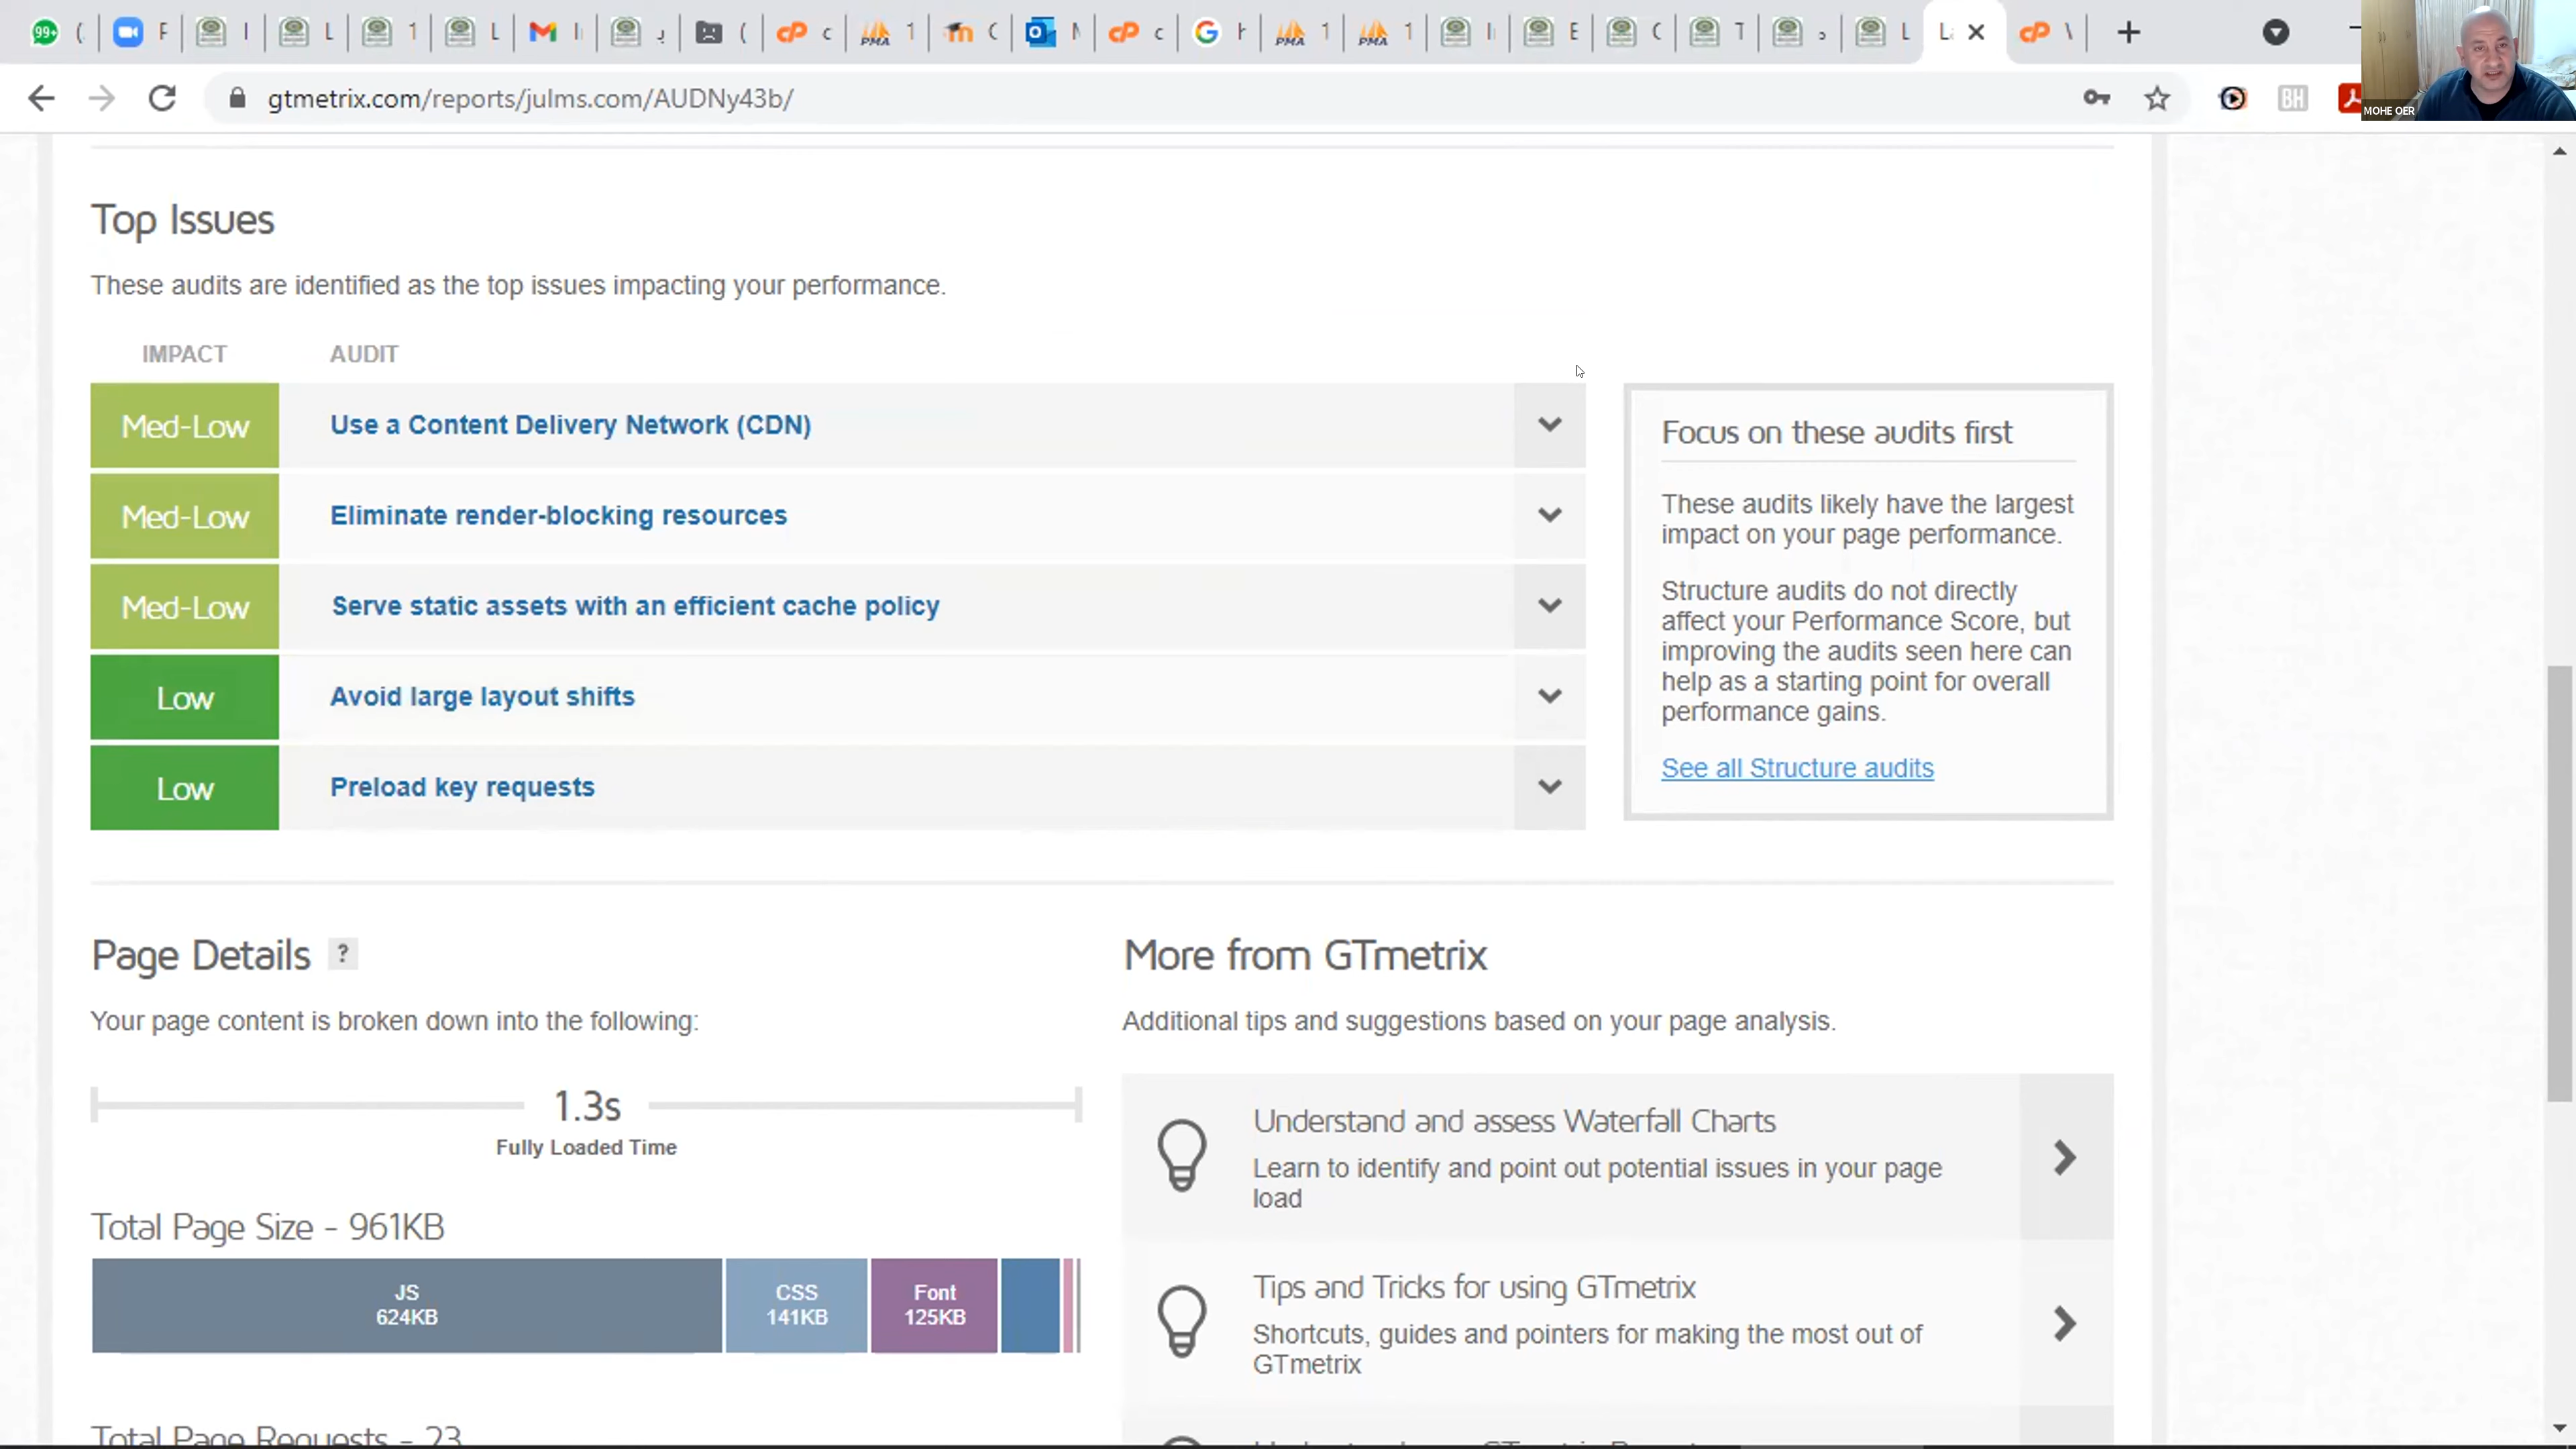 99+
gtmetrix.com/reports/julms.com/AUDNy43b/
BH
MOHE OER
Top Issues
These audits are identified as the top issues impacting your performance.
IMPACT AUDIT
Med-Low Use a Content Delivery Network (CDN)
Med-Low Eliminate render-blocking resources
Med-Low Serve static assets with an efficient cache policy
Low Avoid large layout shifts
Low Preload key requests
Focus on these audits first
These audits likely have the largest
impact on your page performance.
Structure audits do not directly
affect your Performance Score, but
improving the audits seen here can
help as a starting point for overall
performance gains.
See all Structure audits
Page Details ?
Your page content is broken down into the following:
1.3s
Fully Loaded Time
Total Page Size - 961KB
JS
624KB
CSS
141KB
Font
125KB
Total Page Requests - 23
More from GTmetrix
Additional tips and suggestions based on your page analysis.
Understand and assess Waterfall Charts
Learn to identify and point out potential issues in your page
load
Tips and Tricks for using GTmetrix
Shortcuts, guides and pointers for making the most out of
GTmetrix